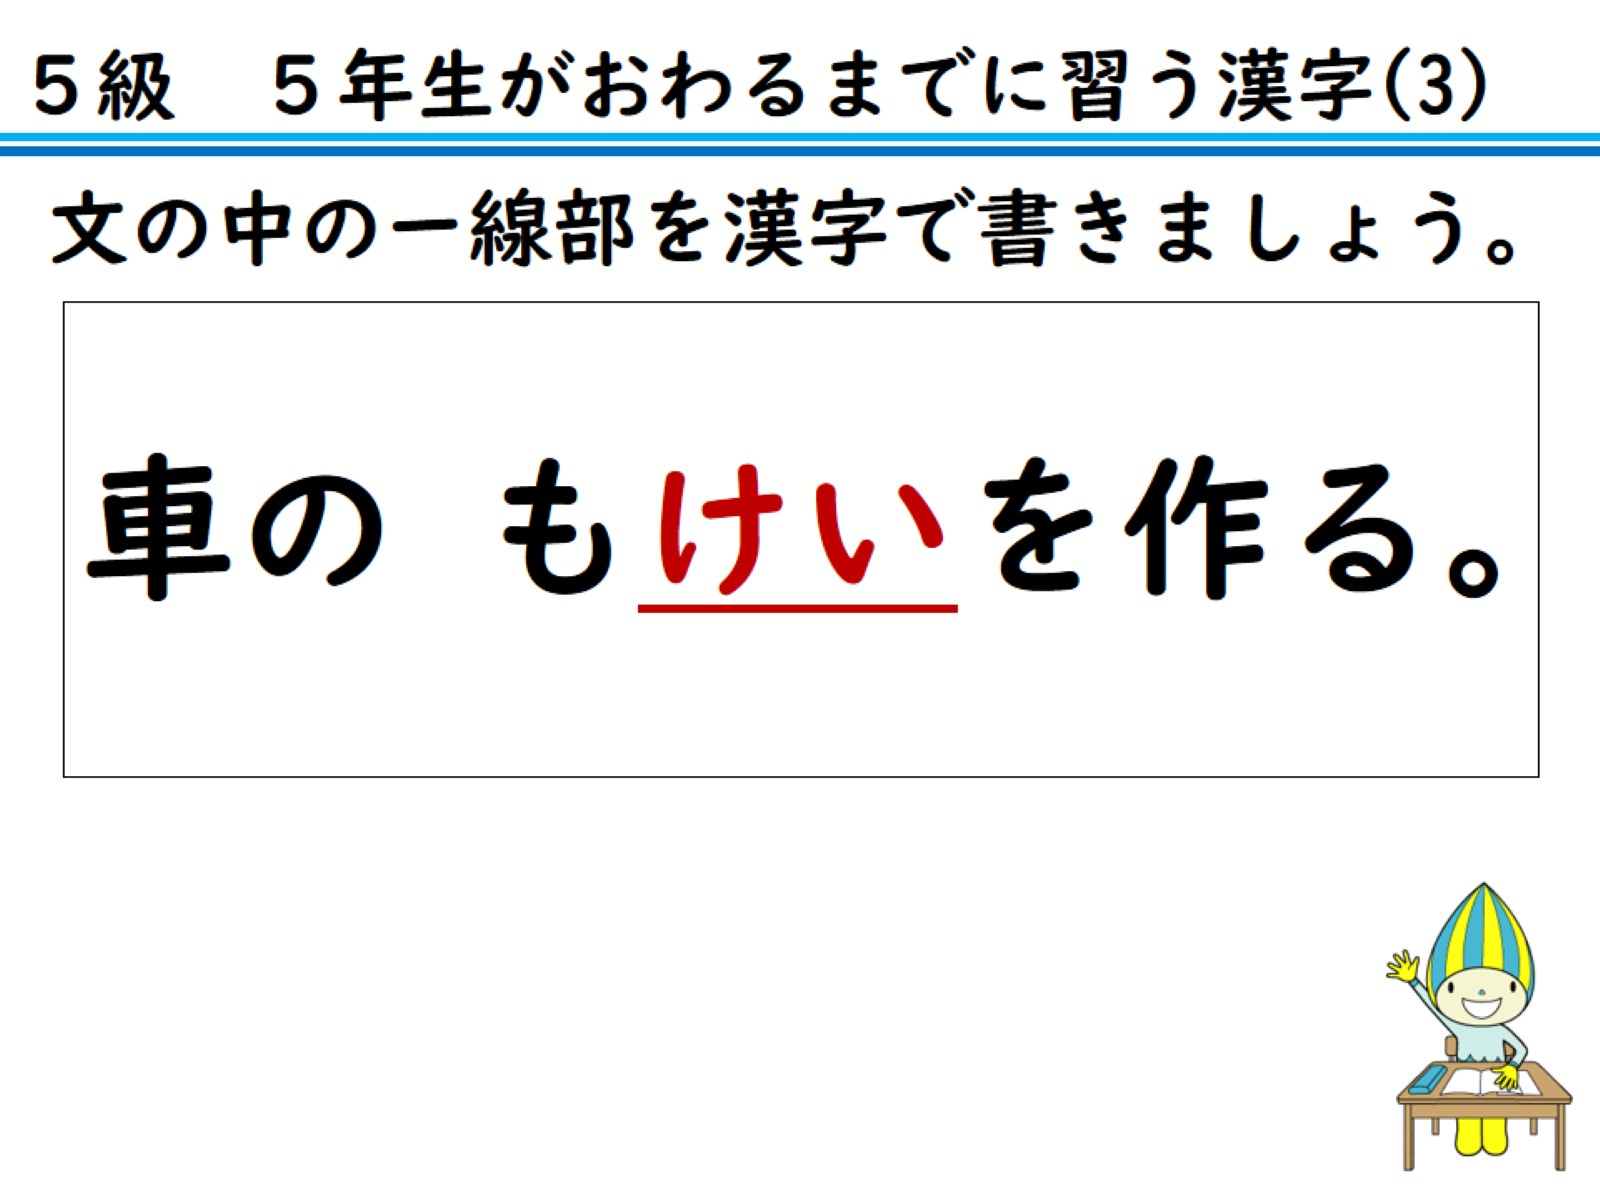 ５級　５年生がおわるまでに習う漢字(3)
文の中の一線部を漢字で書きましょう。
車の　もけいを作る。